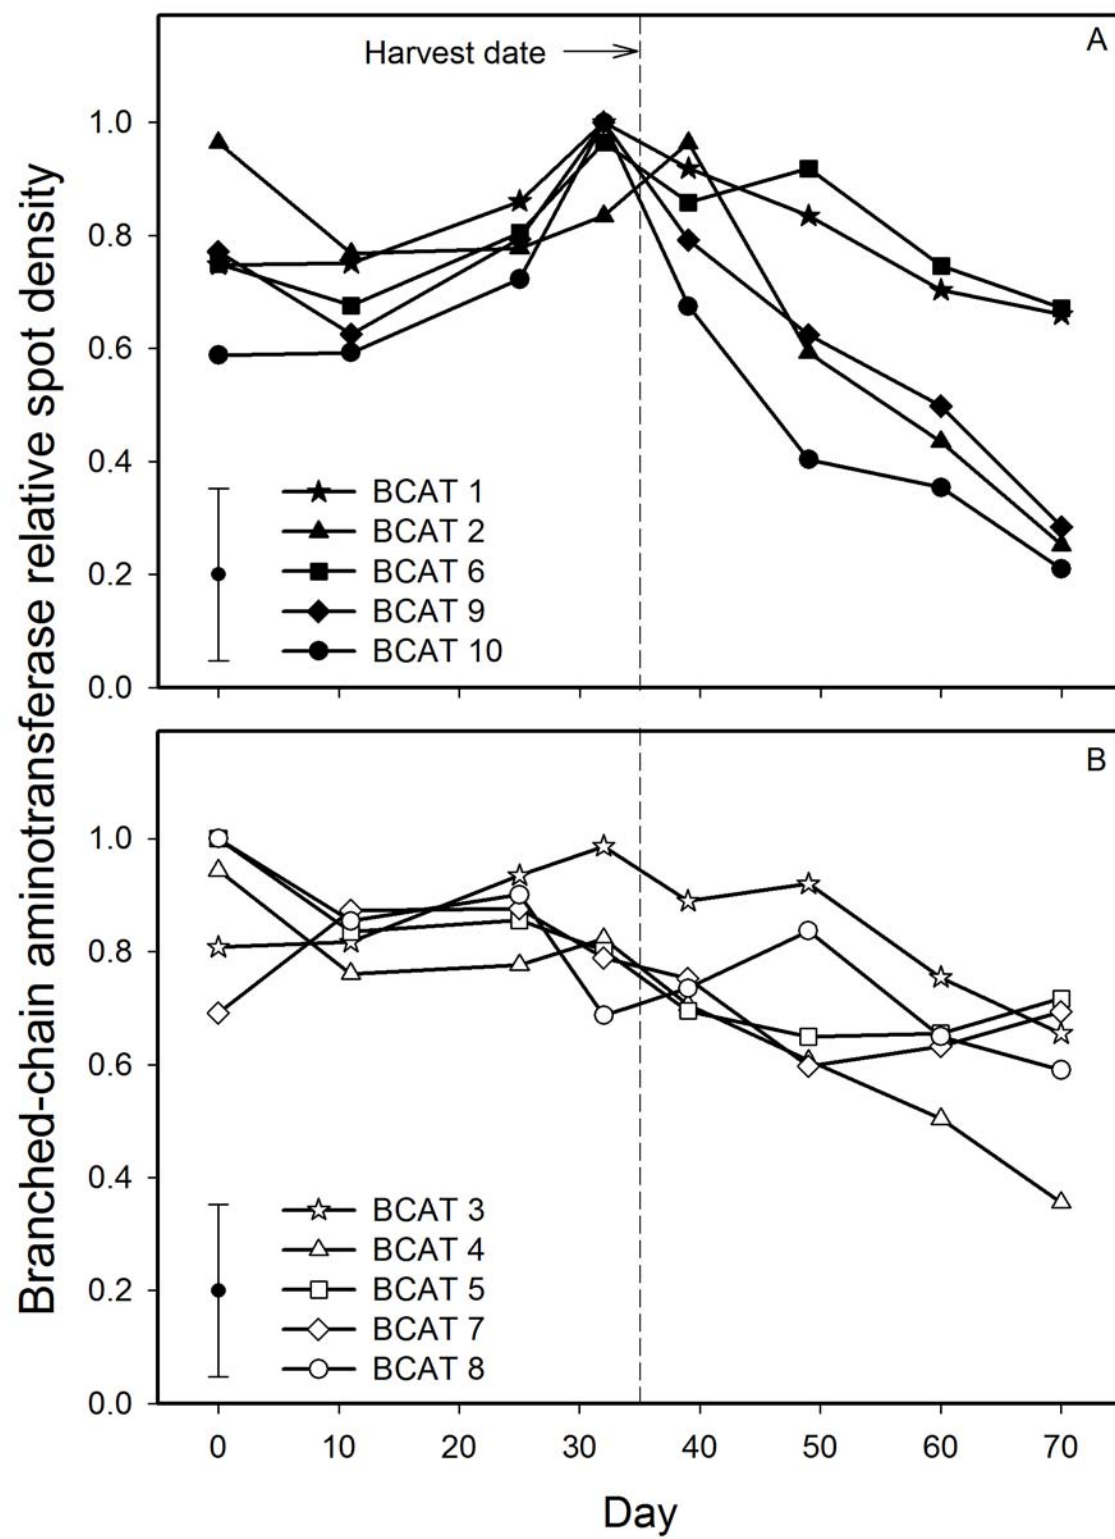 Branched-chain aminotransferase relative spot density
Harvest date
A
1.0
0.8
0.6
0.4
0.2
0.0
BCAT 1
BCAT 2
BCAT 6
BCAT 9
BCAT 10
B
1.0
0.8
0.6
0.4
0.2
0.0
BCAT 3
BCAT 4
BCAT 5
BCAT 7
BCAT 8
0 10 20 30 40 50 60 70
Day